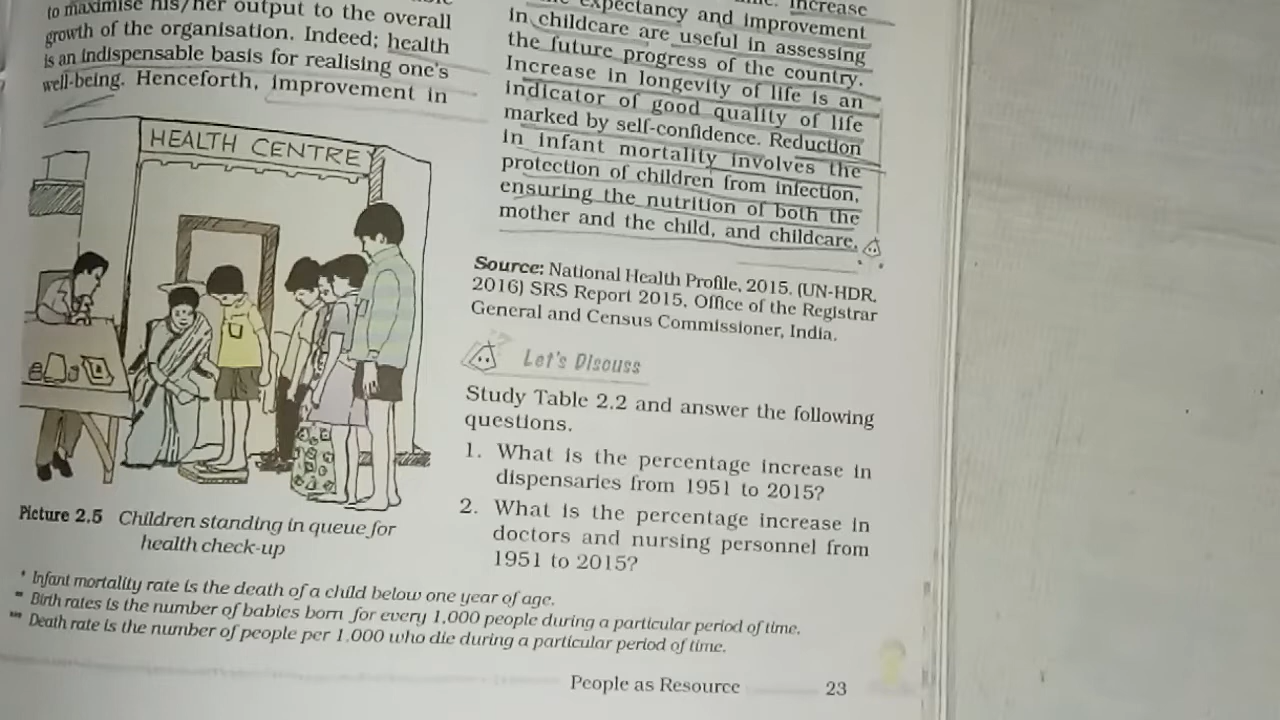 to maximise his/her output to the overall
growth of the organisation. Indeed; health
is an indispensable basis for realising one's
well-being. Henceforth, improvement in
HEALTH CENTRE
Picture 2.5 Children standing in queue for
health check-up
Increase
expectancy and improvement
in childcare are useful in assessing
the future progress of the country.
Increase in longevity of life is an
indicator of good quality of life
marked by self-confidence. Reduction
in infant mortality involves the
protection of children from infection,
ensuring the nutrition of both the
mother and the child, and childcare.
Source: National Health Profile, 2015, (UN-HDR,
2016) SRS Report 2015, Office of the Registrar
General and Census Commissioner, India.
Let's Discuss
Study Table 2.2 and answer the following
questions.
1. What is the percentage increase in
dispensaries from 1951 to 2015?
2. What is the percentage increase in
doctors and nursing personnel from
1951 to 2015?
* Infant mortality rate is the death of a child below one year of age.
** Birth rates is the number of babies born for every 1,000 people during a particular period of time.
*** Death rate is the number of people per 1,000 who die during a particular period of time.
People as Resource 23